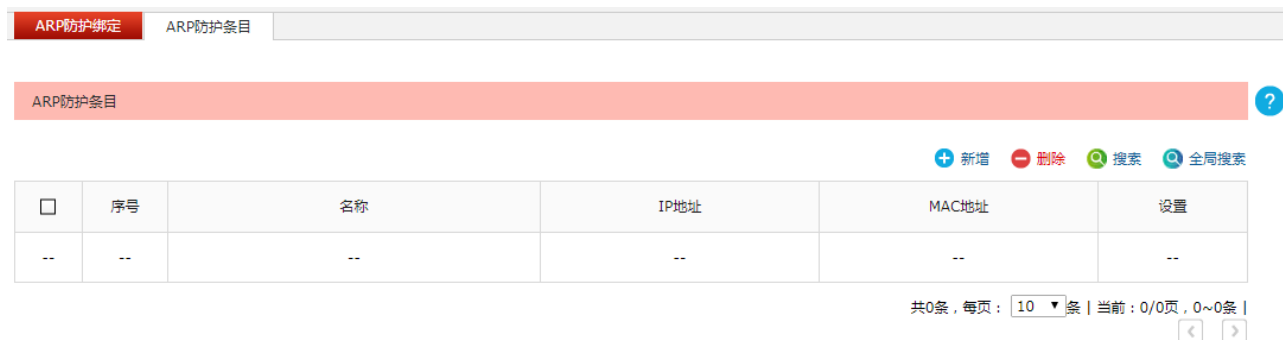 ARP防护绑定 ARP防护条目
ARP防护条目
?
新增 删除 搜索 全局搜索
序号 名称 IP地址 MAC地址 设置
-- -- -- -- -- --
共0条，每页： 10 ▼ 条 | 当前：0/0页，0~0条 |
< >